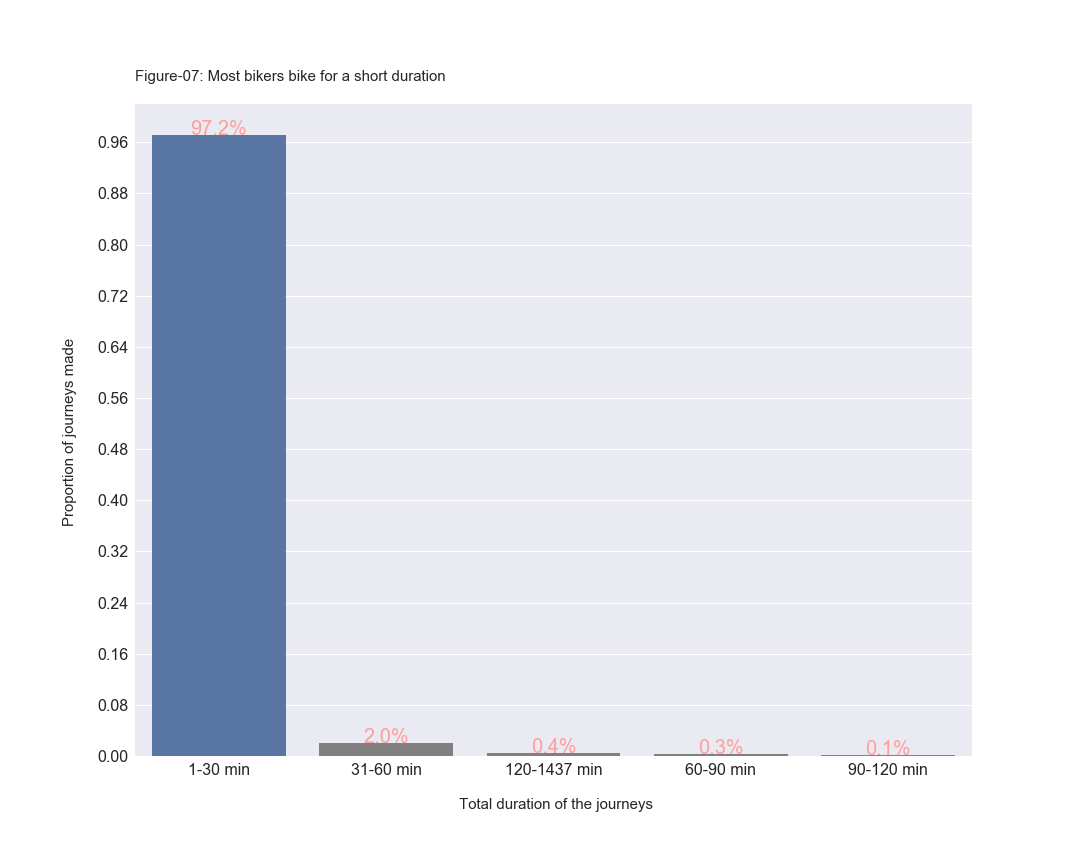 Figure-07: Most bikers bike for a short duration
97.2%
0.96
0.88
0.80
0.72
0.64
0.56
0.48
0.40
0.32
0.24
0.16
0.08
0.00
Proportion of journeys made
2.0%
0.4%
0.3%
0.1%
1-30 min
31-60 min
120-1437 min
60-90 min
90-120 min
Total duration of the journeys